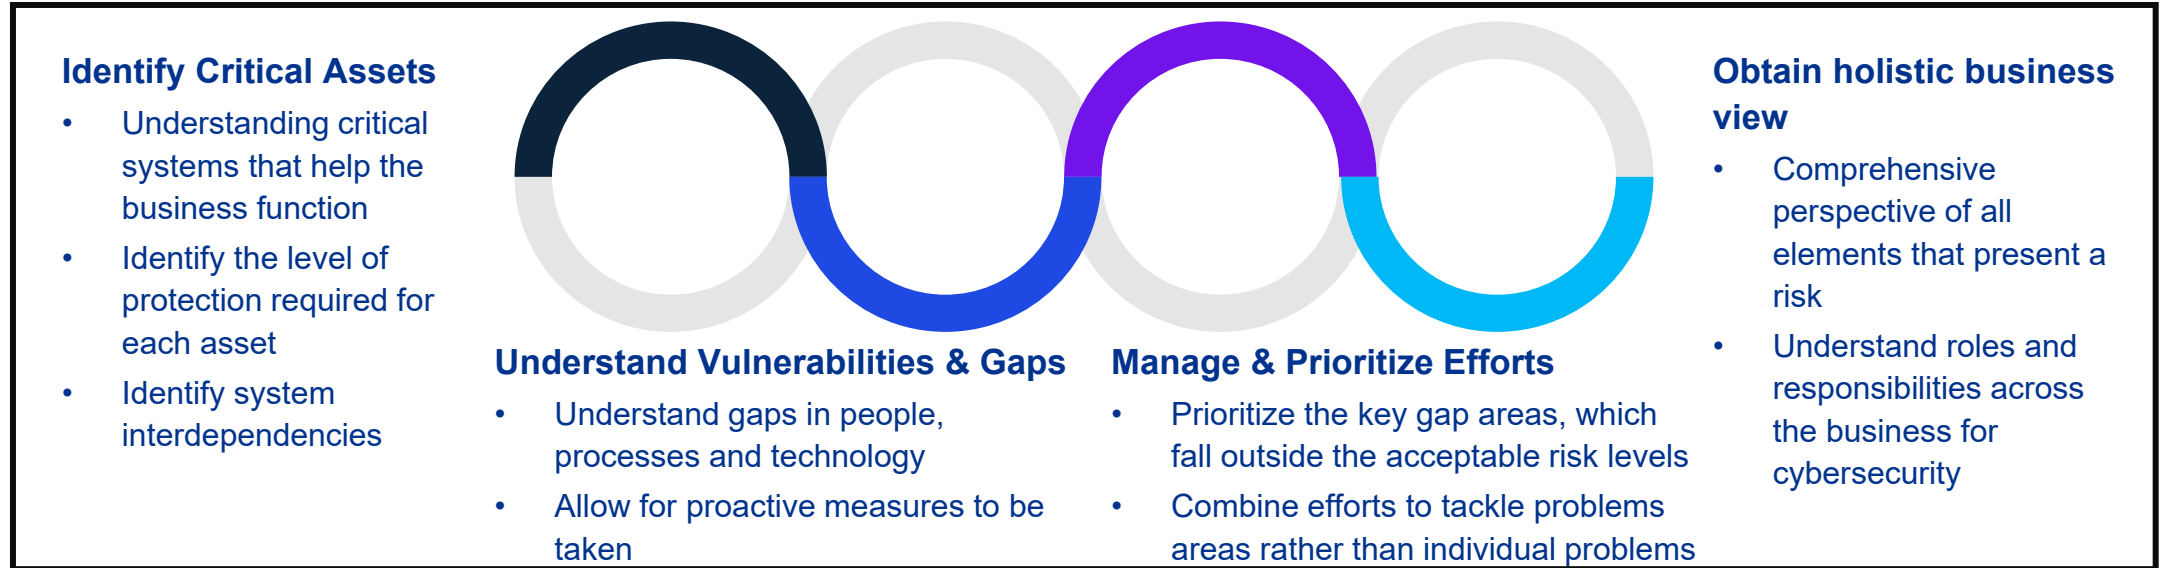 Identify Critical Assets
• Understanding critical
systems that help the
business function
• Identify the level of
protection required for
each asset
• Identify system
interdependencies
Understand Vulnerabilities & Gaps
• Understand gaps in people,
processes and technology
• Allow for proactive measures to be
taken
Manage & Prioritize Efforts
• Prioritize the key gap areas, which
fall outside the acceptable risk levels
• Combine efforts to tackle problems
areas rather than individual problems
Obtain holistic business
view
• Comprehensive
perspective of all
elements that present a
risk
• Understand roles and
responsibilities across
the business for
cybersecurity